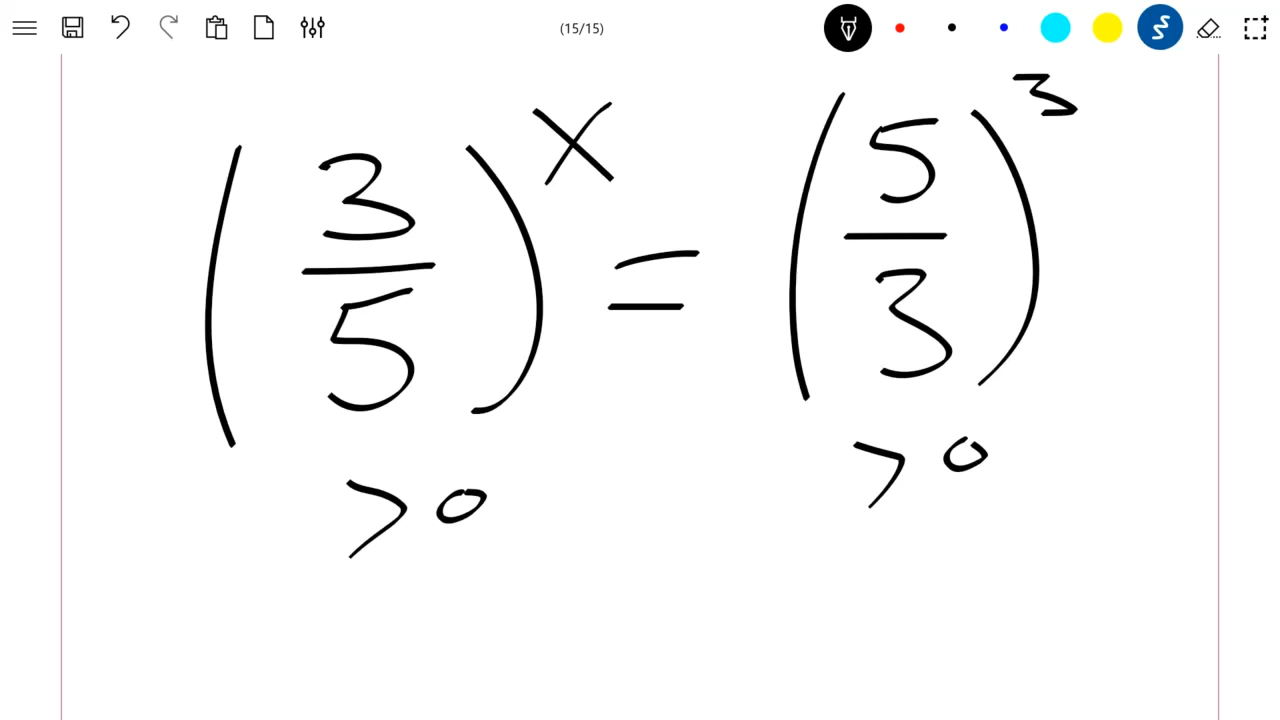 (15/15)
(3/5)^x = (5/3)^3
>0 >0